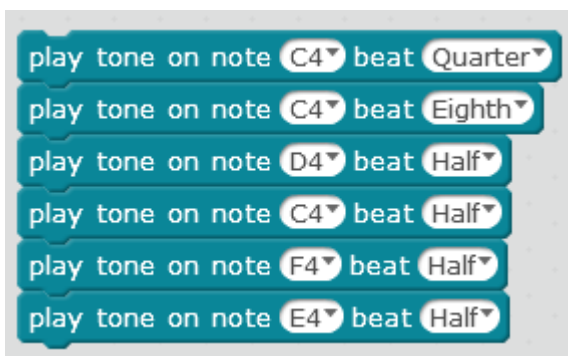 play tone on note C4 beat Quarter
play tone on note C4 beat Eighth
play tone on note D4 beat Half
play tone on note C4 beat Half
play tone on note F4 beat Half
play tone on note E4 beat Half